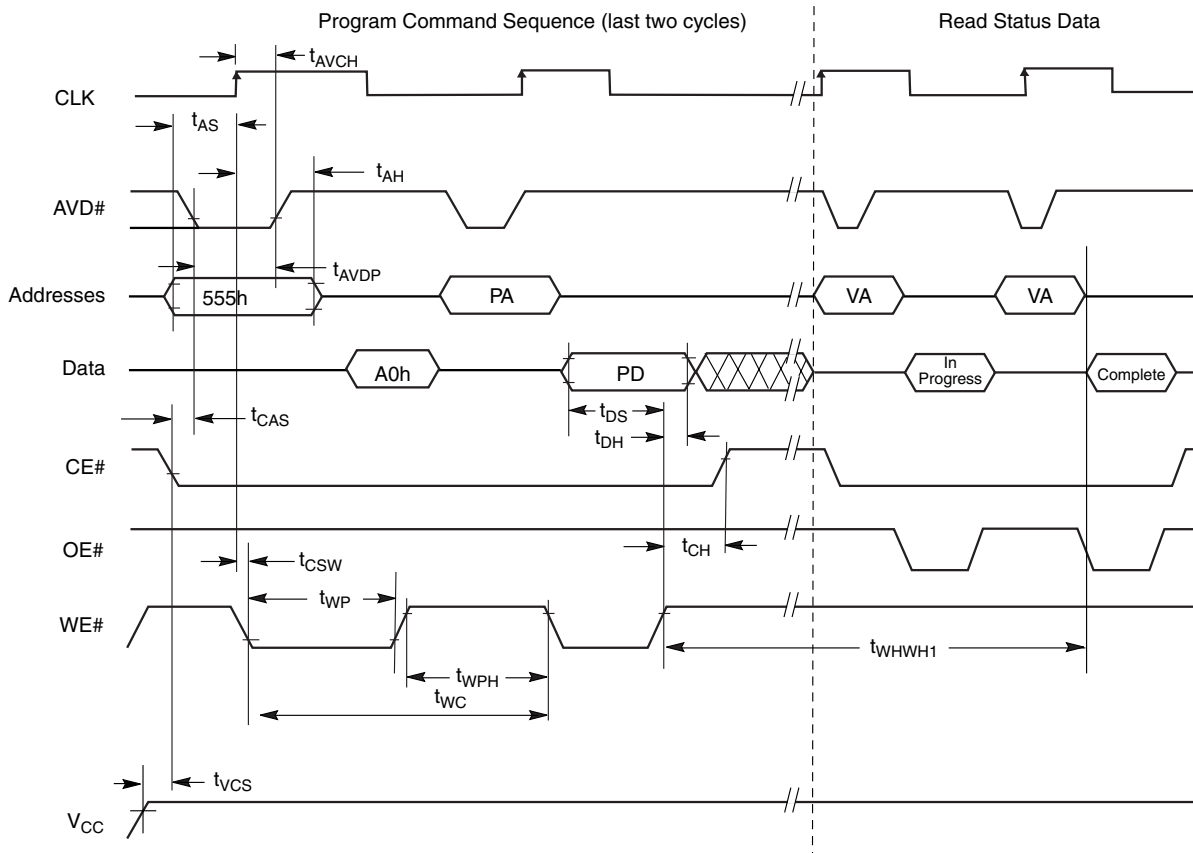 Program Command Sequence (last two cycles)
Read Status Data
tAVCH
CLK
tAS
tAH
AVD#
tAVDP
Addresses
555h
PA
VA
VA
Data
A0h
PD
In
Progress
Complete
tCAS
tDS
tDH
CE#
OE#
tCSW
tCH
tWP
WE#
tWHWH1
tWPH
tWC
tVCS
VCC